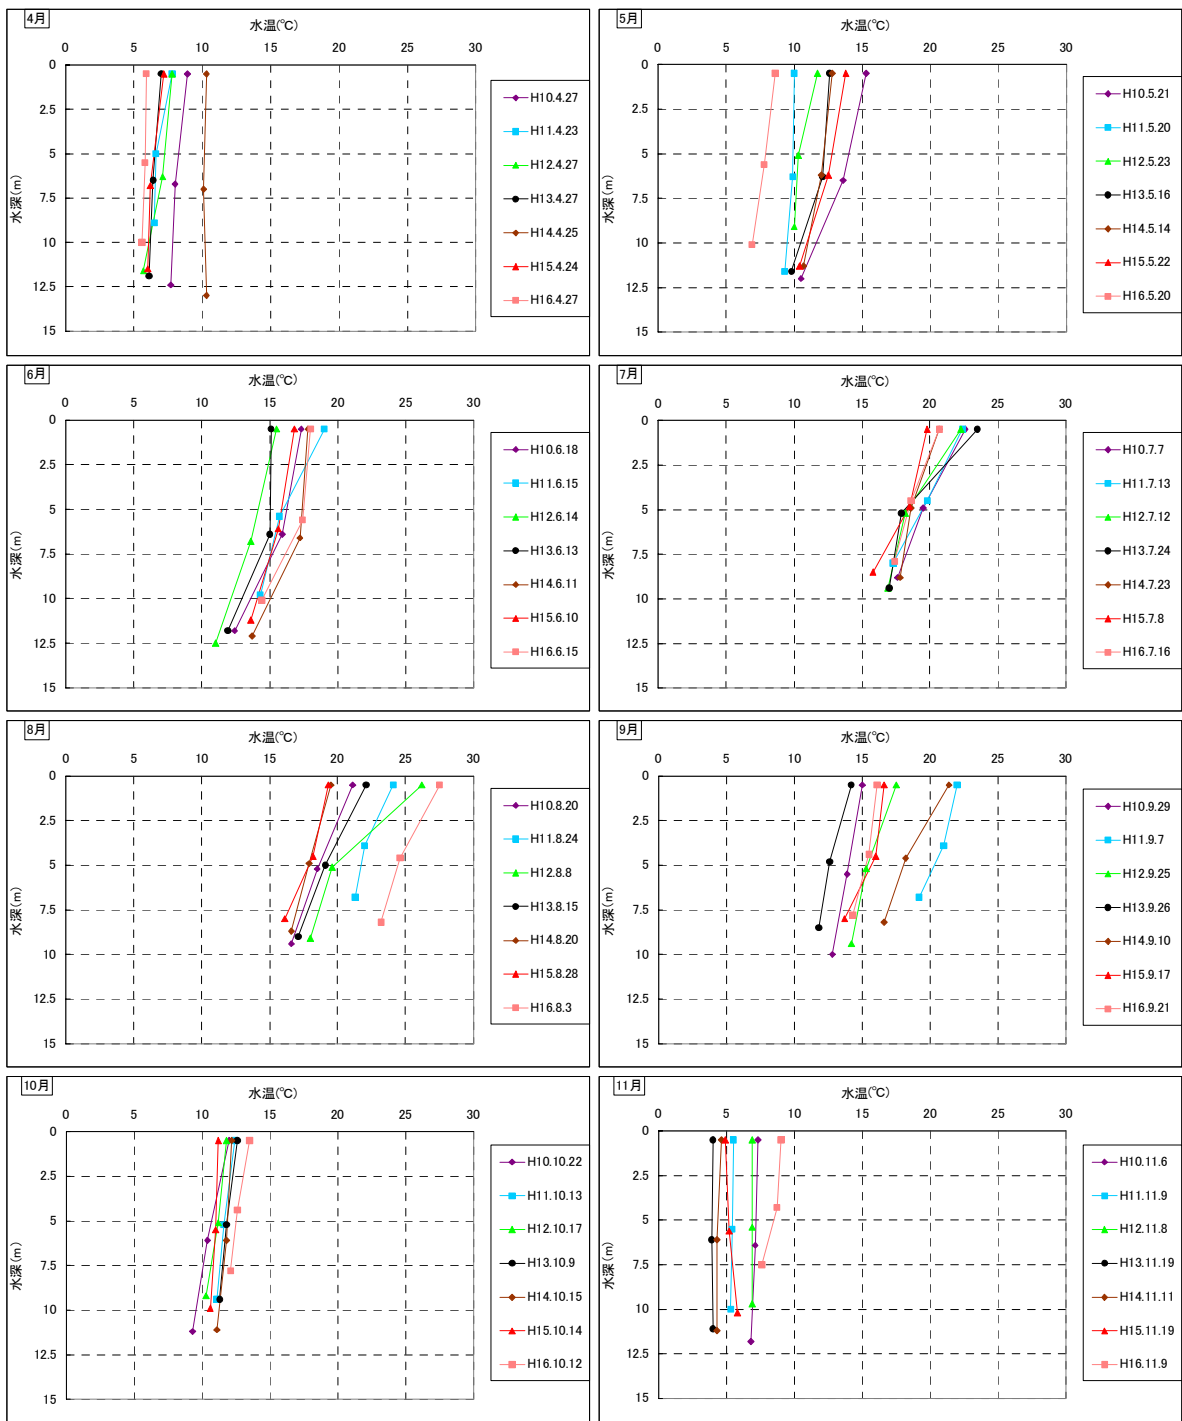 4月
水温(℃)
0 5 10 15 20 25 30
0
2.5
5
7.5
10
12.5
15
水深(m)
H10.4.27
H11.4.23
H12.4.27
H13.4.27
H14.4.25
H15.4.24
H16.4.27
5月
水温(℃)
0 5 10 15 20 25 30
0
2.5
5
7.5
10
12.5
15
水深(m)
H10.5.21
H11.5.20
H12.5.23
H13.5.16
H14.5.14
H15.5.22
H16.5.20
6月
水温(℃)
0 5 10 15 20 25 30
0
2.5
5
7.5
10
12.5
15
水深(m)
H10.6.18
H11.6.15
H12.6.14
H13.6.13
H14.6.11
H15.6.10
H16.6.15
7月
水温(℃)
0 5 10 15 20 25 30
0
2.5
5
7.5
10
12.5
15
水深(m)
H10.7.7
H11.7.13
H12.7.12
H13.7.24
H14.7.23
H15.7.8
H16.7.16
8月
水温(℃)
0 5 10 15 20 25 30
0
2.5
5
7.5
10
12.5
15
水深(m)
H10.8.20
H11.8.24
H12.8.8
H13.8.15
H14.8.20
H15.8.28
H16.8.3
9月
水温(℃)
0 5 10 15 20 25 30
0
2.5
5
7.5
10
12.5
15
水深(m)
H10.9.29
H11.9.7
H12.9.25
H13.9.26
H14.9.10
H15.9.17
H16.9.21
10月
水温(℃)
0 5 10 15 20 25 30
0
2.5
5
7.5
10
12.5
15
水深(m)
H10.10.22
H11.10.13
H12.10.17
H13.10.9
H14.10.15
H15.10.14
H16.10.12
11月
水温(℃)
0 5 10 15 20 25 30
0
2.5
5
7.5
10
12.5
15
水深(m)
H10.11.6
H11.11.9
H12.11.8
H13.11.19
H14.11.11
H15.11.19
H16.11.9